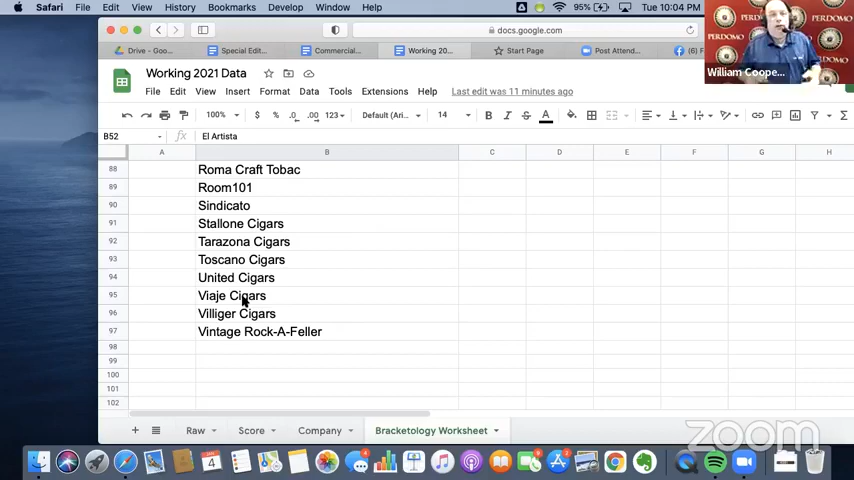 Safari File Edit View History Bookmarks Develop Window Help 95% Tue 10:04 PM
docs.google.com
Drive - Goo... Special Edit... Commercial... Working 20... Start Page Post Attend...
Working 2021 Data
File Edit View Insert Format Data Tools Extensions Help Last edit was 11 minutes ago
100% $ % .0 .00 123 Default (Ari... 14
B52 fx El Artista
A B C D E F G H
88 Roma Craft Tobac
89 Room101
90 Sindicato
91 Stallone Cigars
92 Tarazona Cigars
93 Toscano Cigars
94 United Cigars
95 Viaje Cigars
96 Villiger Cigars
97 Vintage Rock-A-Feller
98
99
100
101
102
Raw Score Company Bracketology Worksheet
PERDOMO
PERDOMO
William Coope...
zoom